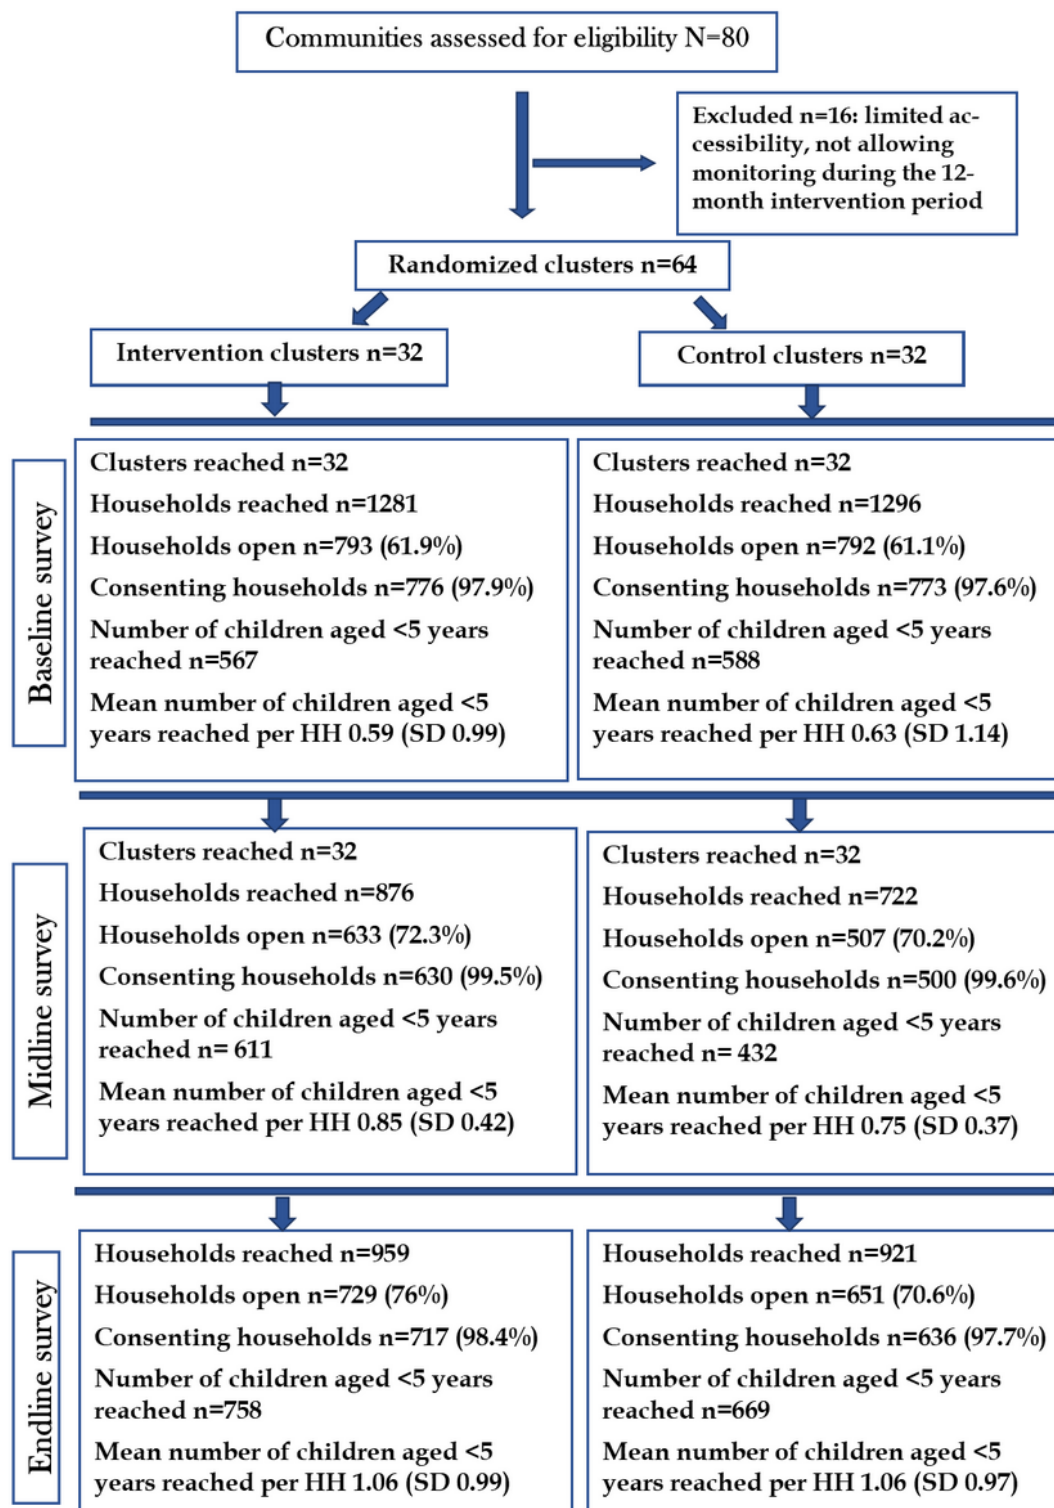 Communities assessed for eligibility N=80
Excluded n=16: limited ac-
cessibility, not allowing
monitoring during the 12-
month intervention period
Randomized clusters n=64
Intervention clusters n=32
Control clusters n=32
Baseline survey
Clusters reached n=32
Households reached n=1281
Households open n=793 (61.9%)
Consenting households n=776 (97.9%)
Number of children aged <5 years
reached n=567
Mean number of children aged <5
years reached per HH 0.59 (SD 0.99)
Clusters reached n=32
Households reached n=1296
Households open n=792 (61.1%)
Consenting households n=773 (97.6%)
Number of children aged <5 years
reached n=588
Mean number of children aged <5
years reached per HH 0.63 (SD 1.14)
Midline survey
Clusters reached n=32
Households reached n=876
Households open n=633 (72.3%)
Consenting households n=630 (99.5%)
Number of children aged <5 years
reached n= 611
Mean number of children aged <5
years reached per HH 0.85 (SD 0.42)
Clusters reached n=32
Households reached n=722
Households open n=507 (70.2%)
Consenting households n=500 (99.6%)
Number of children aged <5 years
reached n= 432
Mean number of children aged <5
years reached per HH 0.75 (SD 0.37)
Endline survey
Households reached n=959
Households open n=729 (76%)
Consenting households n=717 (98.4%)
Number of children aged <5 years
reached n=758
Mean number of children aged <5
years reached per HH 1.06 (SD 0.99)
Households reached n=921
Households open n=651 (70.6%)
Consenting households n=636 (97.7%)
Number of children aged <5 years
reached n=669
Mean number of children aged <5
years reached per HH 1.06 (SD 0.97)